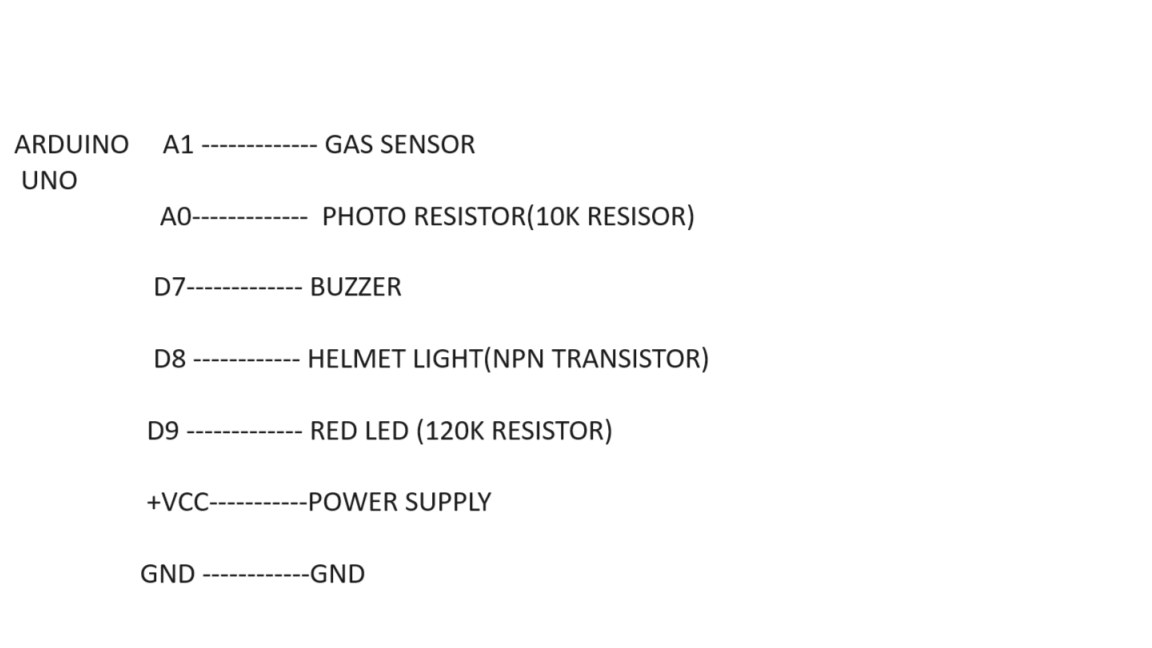 ARDUINO A1 ------------- GAS SENSOR
UNO
A0------------- PHOTO RESISTOR(10K RESISOR)
D7------------- BUZZER
D8 ------------ HELMET LIGHT(NPN TRANSISTOR)
D9 ------------- RED LED (120K RESISTOR)
+VCC-----------POWER SUPPLY
GND ------------GND